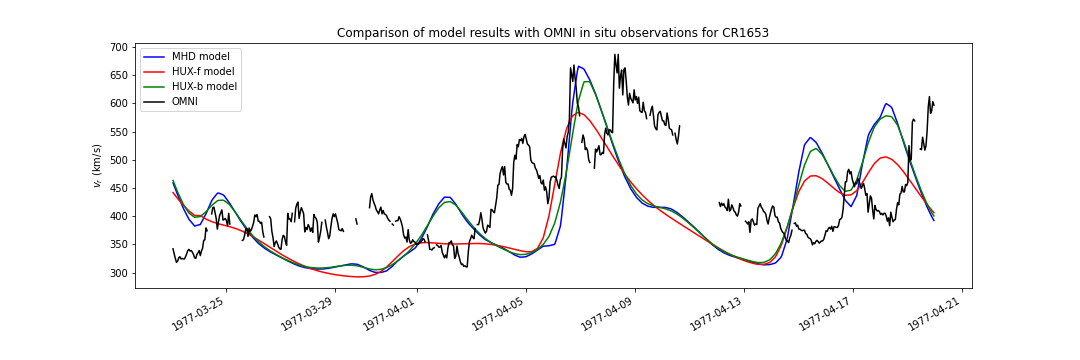 Comparison of model results with OMNI in situ observations for CR1653
MHD model
HUX-f model
HUX-b model
OMNI
v_r (km/s)
700
650
600
550
500
450
400
350
300
1977-03-25
1977-03-29
1977-04-01
1977-04-05
1977-04-09
1977-04-13
1977-04-17
1977-04-21